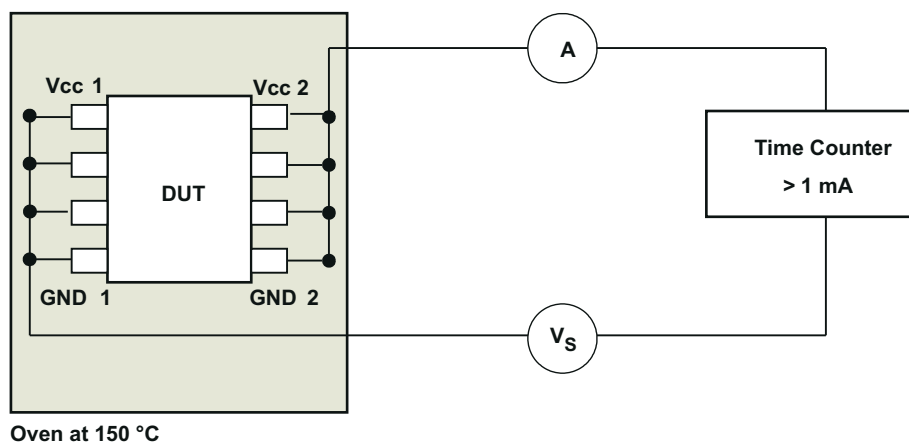 A
Vcc 1
Vcc 2
Time Counter
> 1 mA
DUT
GND 1
GND 2
VS
Oven at 150 °C